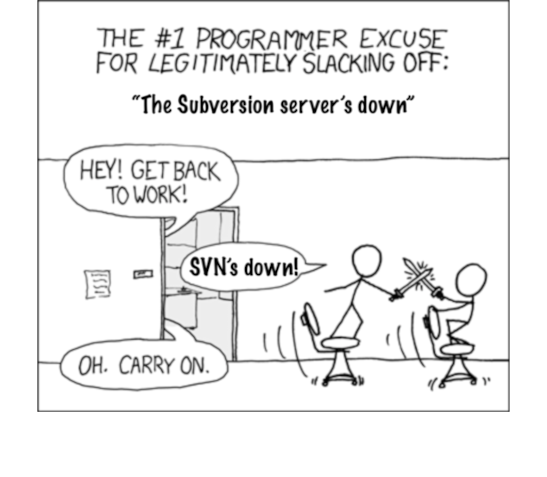 THE #1 PROGRAMMER EXCUSE
FOR LEGITIMATELY SLACKING OFF:
"The Subversion server's down"
HEY! GET BACK
TO WORK!
SVN's down!
OH. CARRY ON.